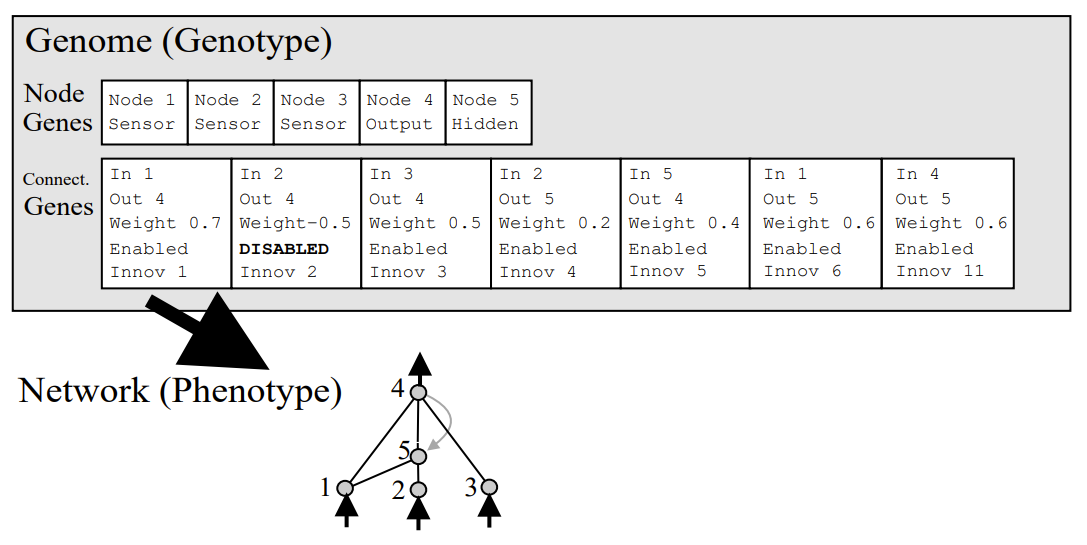 Genome (Genotype)
Node Genes
Node 1 Node 2 Node 3 Node 4 Node 5
Sensor Sensor Sensor Output Hidden
Connect. Genes
In 1 In 2 In 3 In 2 In 5 In 1 In 4
Out 4 Out 4 Out 4 Out 5 Out 4 Out 5 Out 5
Weight 0.7 Weight-0.5 Weight 0.5 Weight 0.2 Weight 0.4 Weight 0.6 Weight 0.6
Enabled DISABLED Enabled Enabled Enabled Enabled Enabled
Innov 1 Innov 2 Innov 3 Innov 4 Innov 5 Innov 6 Innov 11
Network (Phenotype)
4
5
1 2 3